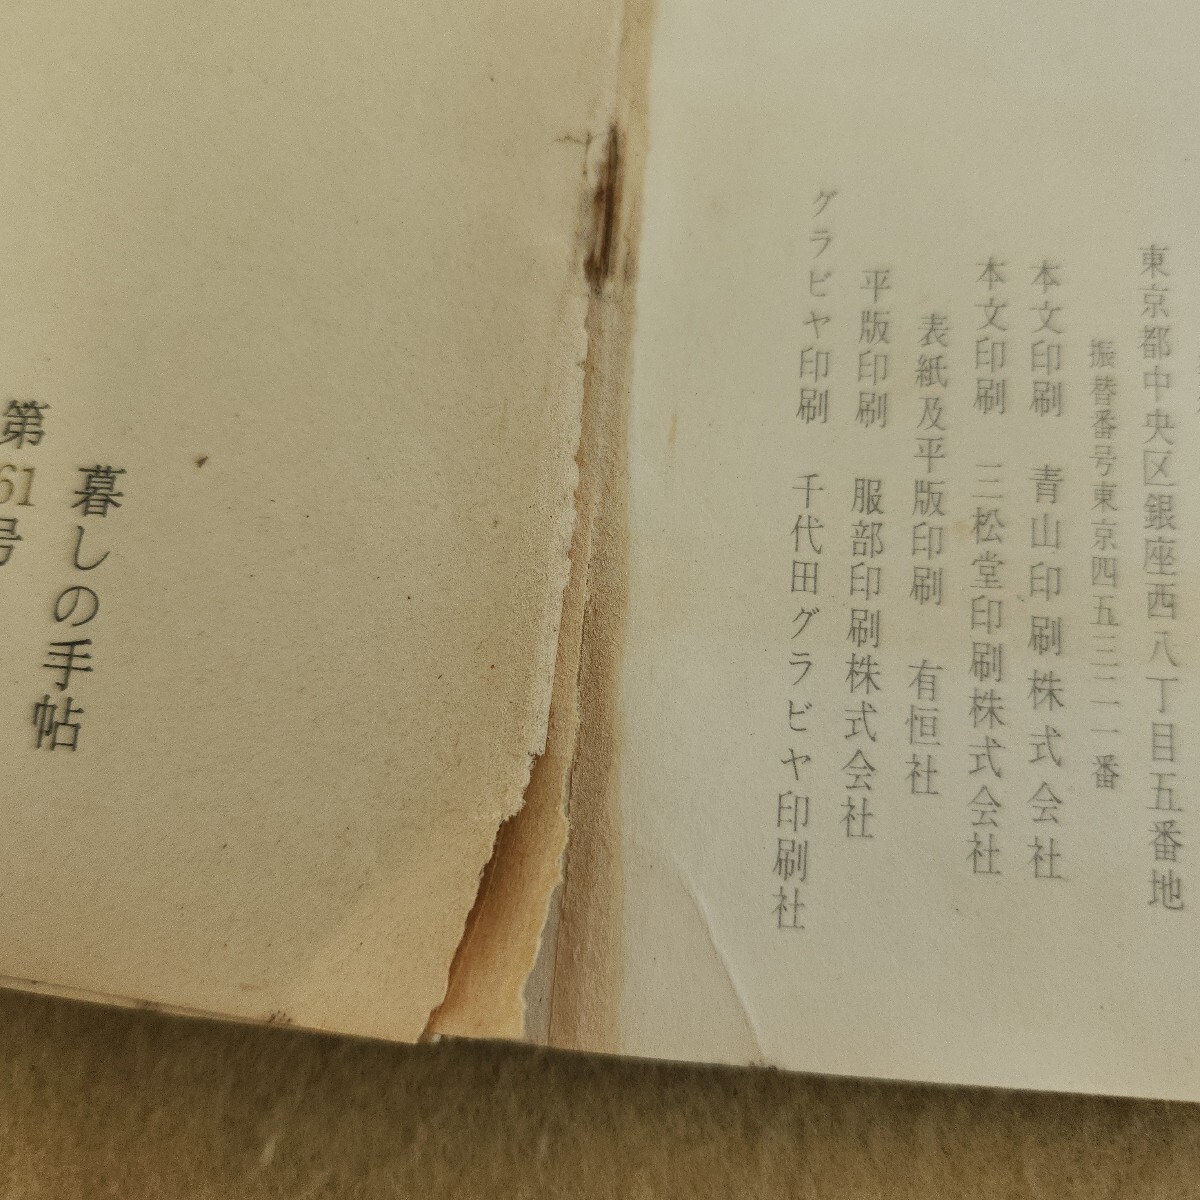 東京都中央区銀座西八丁目五番地
振替番号東京四五三二一番
本文印刷　青山印刷株式会社
本文印刷　三松堂印刷株式会社
表紙及平版印刷　有恒社
平版印刷　服部印刷株式会社
グラビヤ印刷　千代田グラビヤ印刷社
暮しの手帖
第61号